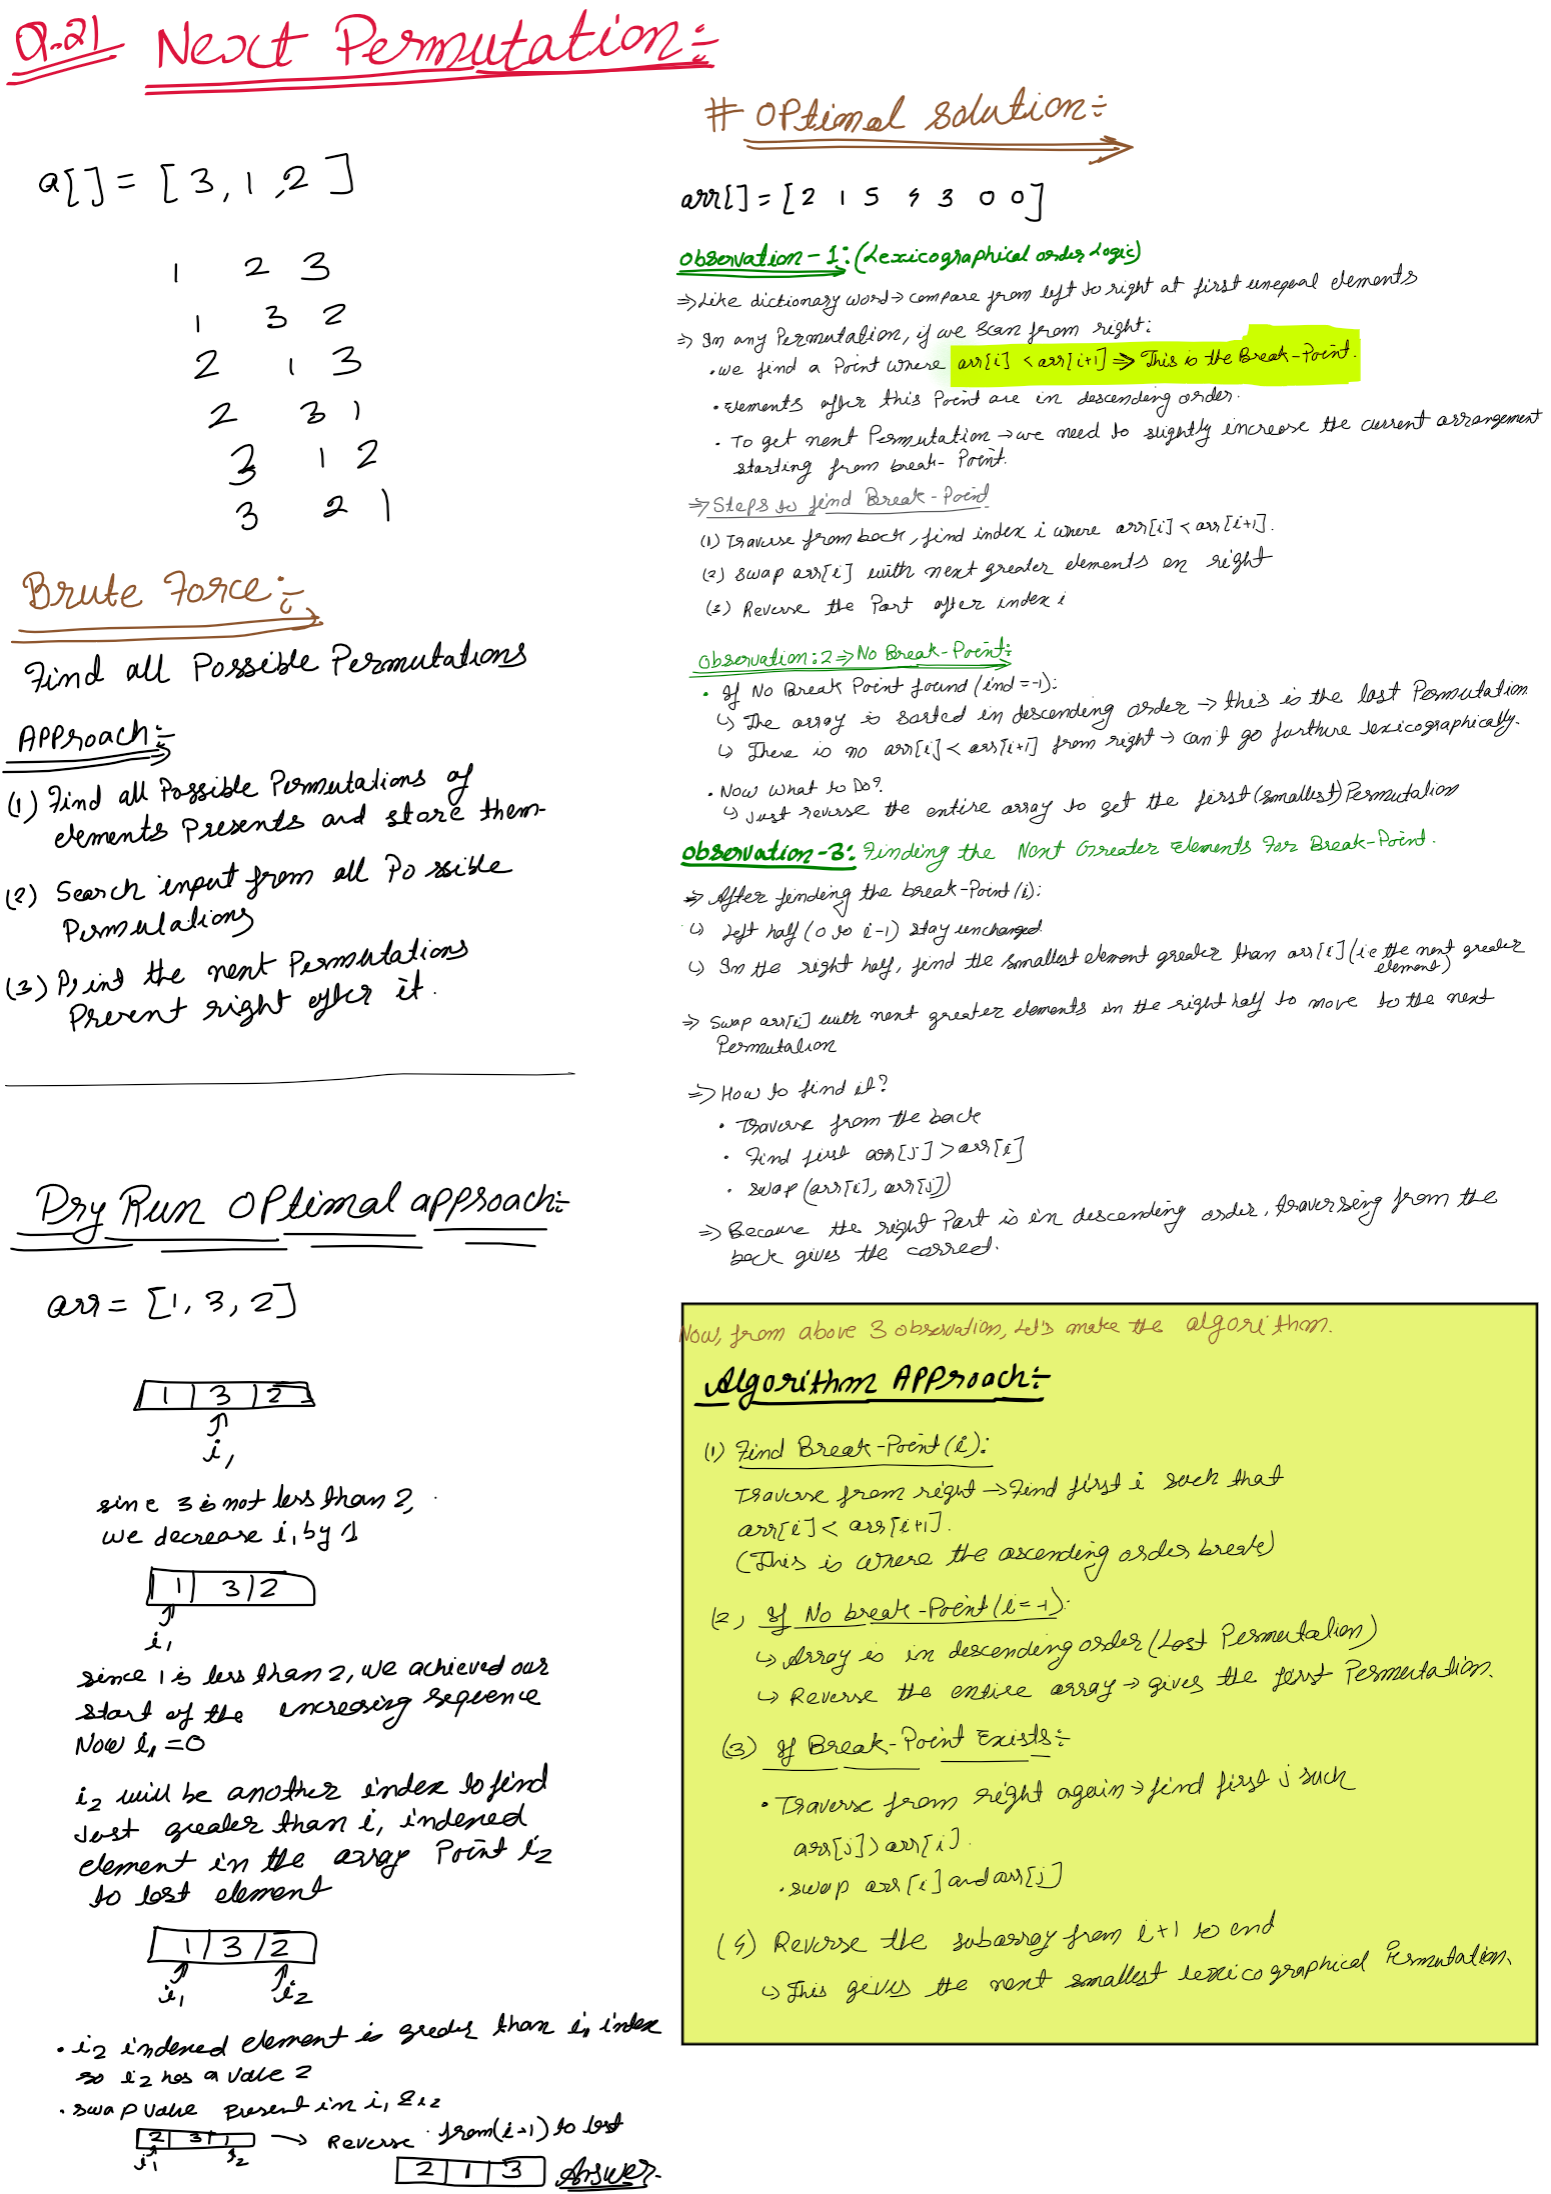 Q.21 Next Permutation:-
a[] = [3, 1, 2]
1 2 3
1 3 2
2 1 3
2 3 1
3 1 2
3 2 1
Brute Force:-
Find all Possible Permutations
Approach:-
(1) Find all Possible Permutations of
elements Presents and store them
(2) Search input from all Possible
Permutations
(3) Print the next Permutations
Present right after it.
Dry Run Optimal approach:-
arr = [1, 3, 2]
1 3 2
i1
since 3 is not less than 2,
we decrease i1 by 1
1 3 2
i1
since 1 is less than 2, we achieved our
start of the increasing sequence
Now i1 = 0
i2 will be another index to find
Just greater than i1 indexed
element in the array Point i2
to last element
1 3 2
i1 i2
• i2 indexed element is greater than i1 index
so i2 has a value 2
• swap value Present in i1 & i2
2 3 1 → Reverse from (i+1) to last
i1 i2
2 1 3 Answer.
# Optimal solution:-
arr[] = [2 1 5 4 3 0 0]
Observation-1: (Lexicographical order Logic)
⇒ Like dictionary word → compare from left to right at first unequal elements
⇒ In any Permutation, if we Scan from right:
• we find a Point where arr[i] < arr[i+1] ⇒ This is the Break-Point.
• Elements after this Point are in descending order.
• To get next Permutation → we need to slightly increase the current arrangement
starting from break-Point.
⇒ Steps to find Break-Point
(1) Traverse from back, find index i where arr[i] < arr[i+1].
(2) swap arr[i] with next greater elements on right
(3) Reverse the Part after index i
Observation:2 ⇒ No Break-Point:
• If No Break Point found (ind = -1):
↳ The array is sorted in descending order → this is the last Permutation
↳ There is no arr[i] < arr[i+1] from right → can't go furthure lexicographically.
• Now What to Do?
↳ Just reverse the entire array to get the first (smallest) Permutation
Observation-3: Finding the Next Greater Elements For Break-Point.
⇒ After finding the break-Point (i):
↳ Left half (0 to i-1) stay unchanged.
↳ In the right half, find the smallest element greater than arr[i] (i.e the next greater
element)
⇒ Swap arr[i] with next greater elements in the right half to move to the next
Permutation
⇒ How to find it?
• Traverse from the back
• Find first arr[j] > arr[i]
• swap (arr[i], arr[j])
⇒ Because the right Part is in descending order, traversing from the
back gives the correct.
Now, from above 3 observation, Let's make the algorithm.
Algorithm Approach:-
(1) Find Break-Point (i):
Traverse from right → Find first i such that
arr[i] < arr[i+1].
(This is where the ascending order break)
(2) If No break-Point (i = -1):
↳ Array is in descending order (Last Permutation)
↳ Reverse the entire array → gives the first Permutation.
(3) If Break-Point Exists:-
• Traverse from right again → find first j such
arr[j] > arr[i].
• swap arr[i] and arr[j]
(4) Reverse the subarray from i+1 to end
↳ This gives the next smallest lexicographical Permutation.